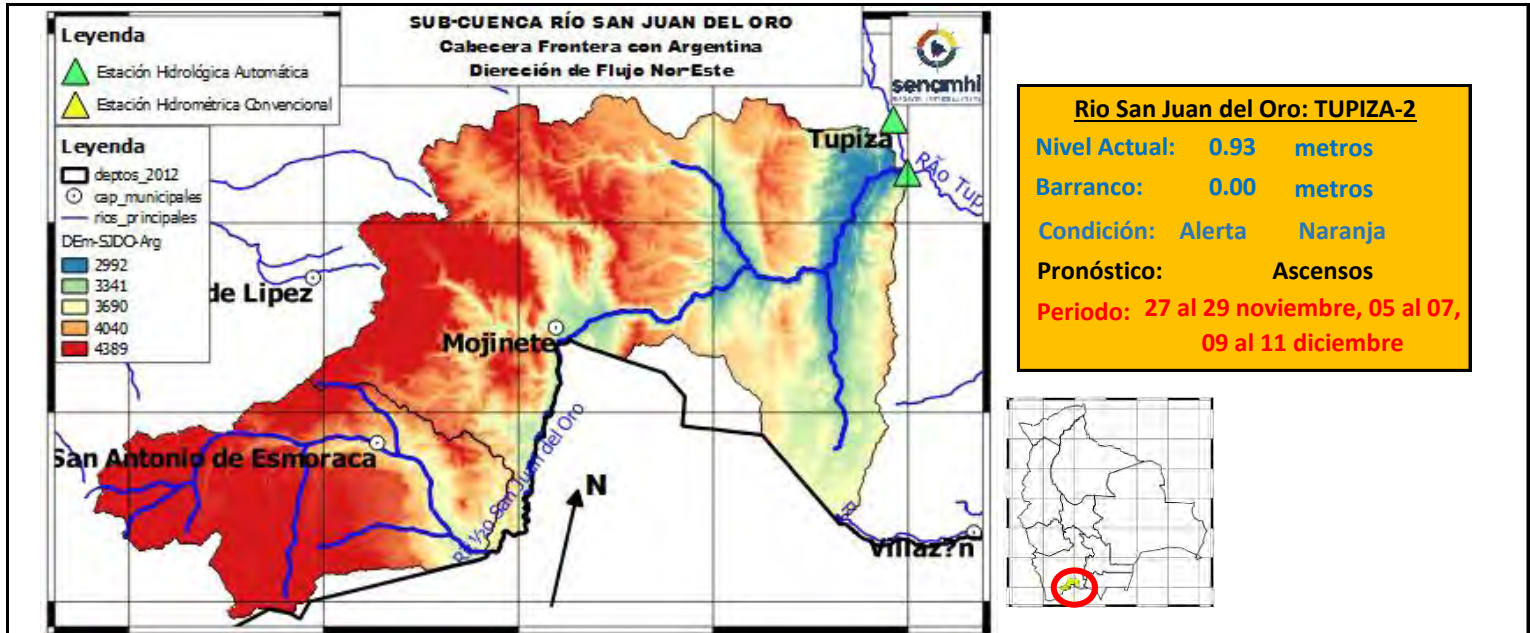 SUB-CUENCA RÍO SAN JUAN DEL ORO
Cabecera Frontera con Argentina
Diercción de Flujo Nor-Este
Leyenda
Estación Hidrológica Automática
Estación Hidrométrica Convencional
Leyenda
deptos_2012
cap_municipales
rios_principales
DEm-SJDO-Arg
2992
3341
3690
4040
4389
senamhi
Tupiza
RÃ­o Tup
de Lipez
Mojinete
San Antonio de Esmoraca
San Juan del Oro
N
Villaz?n
Rio San Juan del Oro: TUPIZA-2
Nivel Actual: 0.93 metros
Barranco: 0.00 metros
Condición: Alerta Naranja
Pronóstico: Ascensos
Periodo: 27 al 29 noviembre, 05 al 07,
09 al 11 diciembre